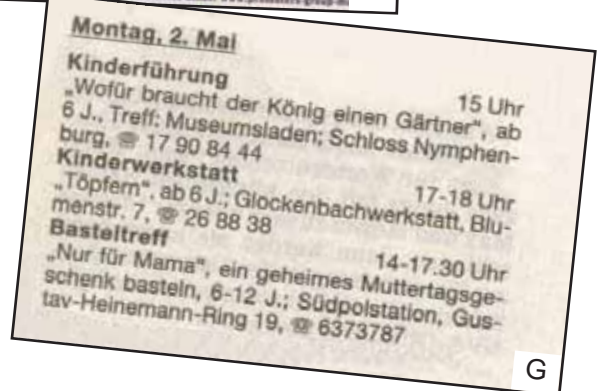 Montag, 2. Mai
Kinderführung 15 Uhr
„Wofür braucht der König einen Gärtner“, ab
6 J., Treff: Museumsladen; Schloss Nymphen-
burg, ☎ 17 90 84 44
Kinderwerkstatt 17-18 Uhr
„Töpfern“, ab 6 J.; Glockenbachwerkstatt, Blu-
menstr. 7, ☎ 26 88 38
Basteltreff 14-17.30 Uhr
„Nur für Mama“, ein geheimes Muttertagsge-
schenk basteln, 6-12 J.; Südpolstation, Gus-
tav-Heinemann-Ring 19, ☎ 6373787
G